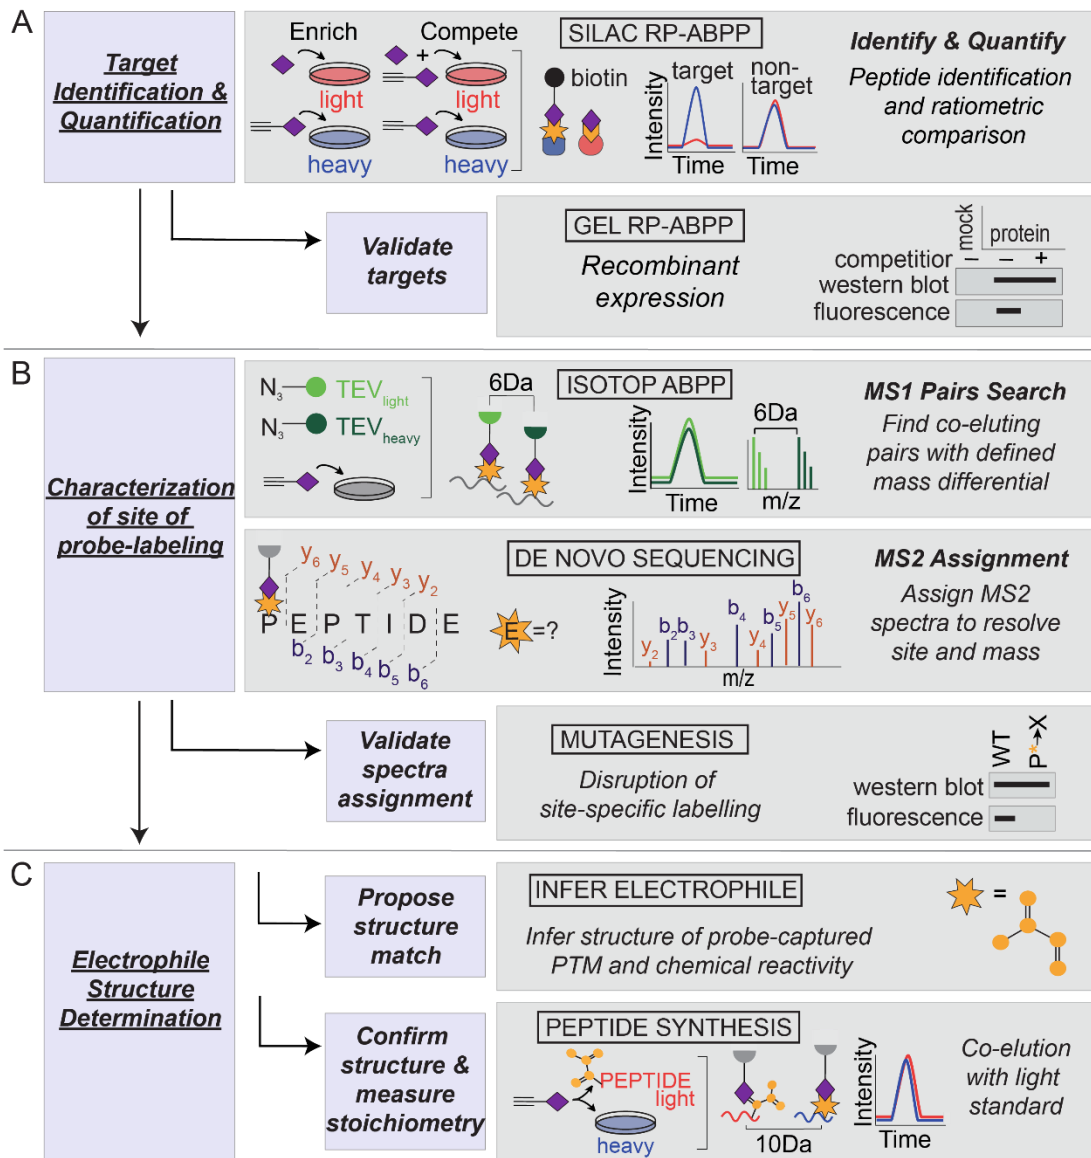 A
Target
Identification &
Quantification
Enrich
Compete
+
light
light
heavy
heavy
SILAC RP-ABPP
biotin
target
non-
target
Intensity
Time
Time
Identify & Quantify
Peptide identification
and ratiometric
comparison
Validate
targets
GEL RP-ABPP
Recombinant
expression
mock
protein
competitior – – +
western blot
fluorescence
B
Characterization
of site of
probe-labeling
N3 TEVlight
N3 TEVheavy
6Da
ISOTOP ABPP
Intensity
Time
6Da
m/z
MS1 Pairs Search
Find co-eluting
pairs with defined
mass differential
DE NOVO SEQUENCING
y6 y5 y4 y3 y2
P E P T I D E
b2 b3 b4 b5 b6
E =?
Intensity
y2 b2 b3 y3 b4 y4 b5 y5 b6 y6
m/z
MS2 Assignment
Assign MS2
spectra to resolve
site and mass
Validate
spectra
assignment
MUTAGENESIS
Disruption of
site-specific labelling
WT
P*→X
western blot
fluorescence
C
Electrophile
Structure
Determination
Propose
structure
match
INFER ELECTROPHILE
Infer structure of probe-captured
PTM and chemical reactivity
=
Confirm
structure &
measure
stoichiometry
PEPTIDE SYNTHESIS
PEPTIDE
light
heavy
10Da
Intensity
Time
Co-elution
with light
standard